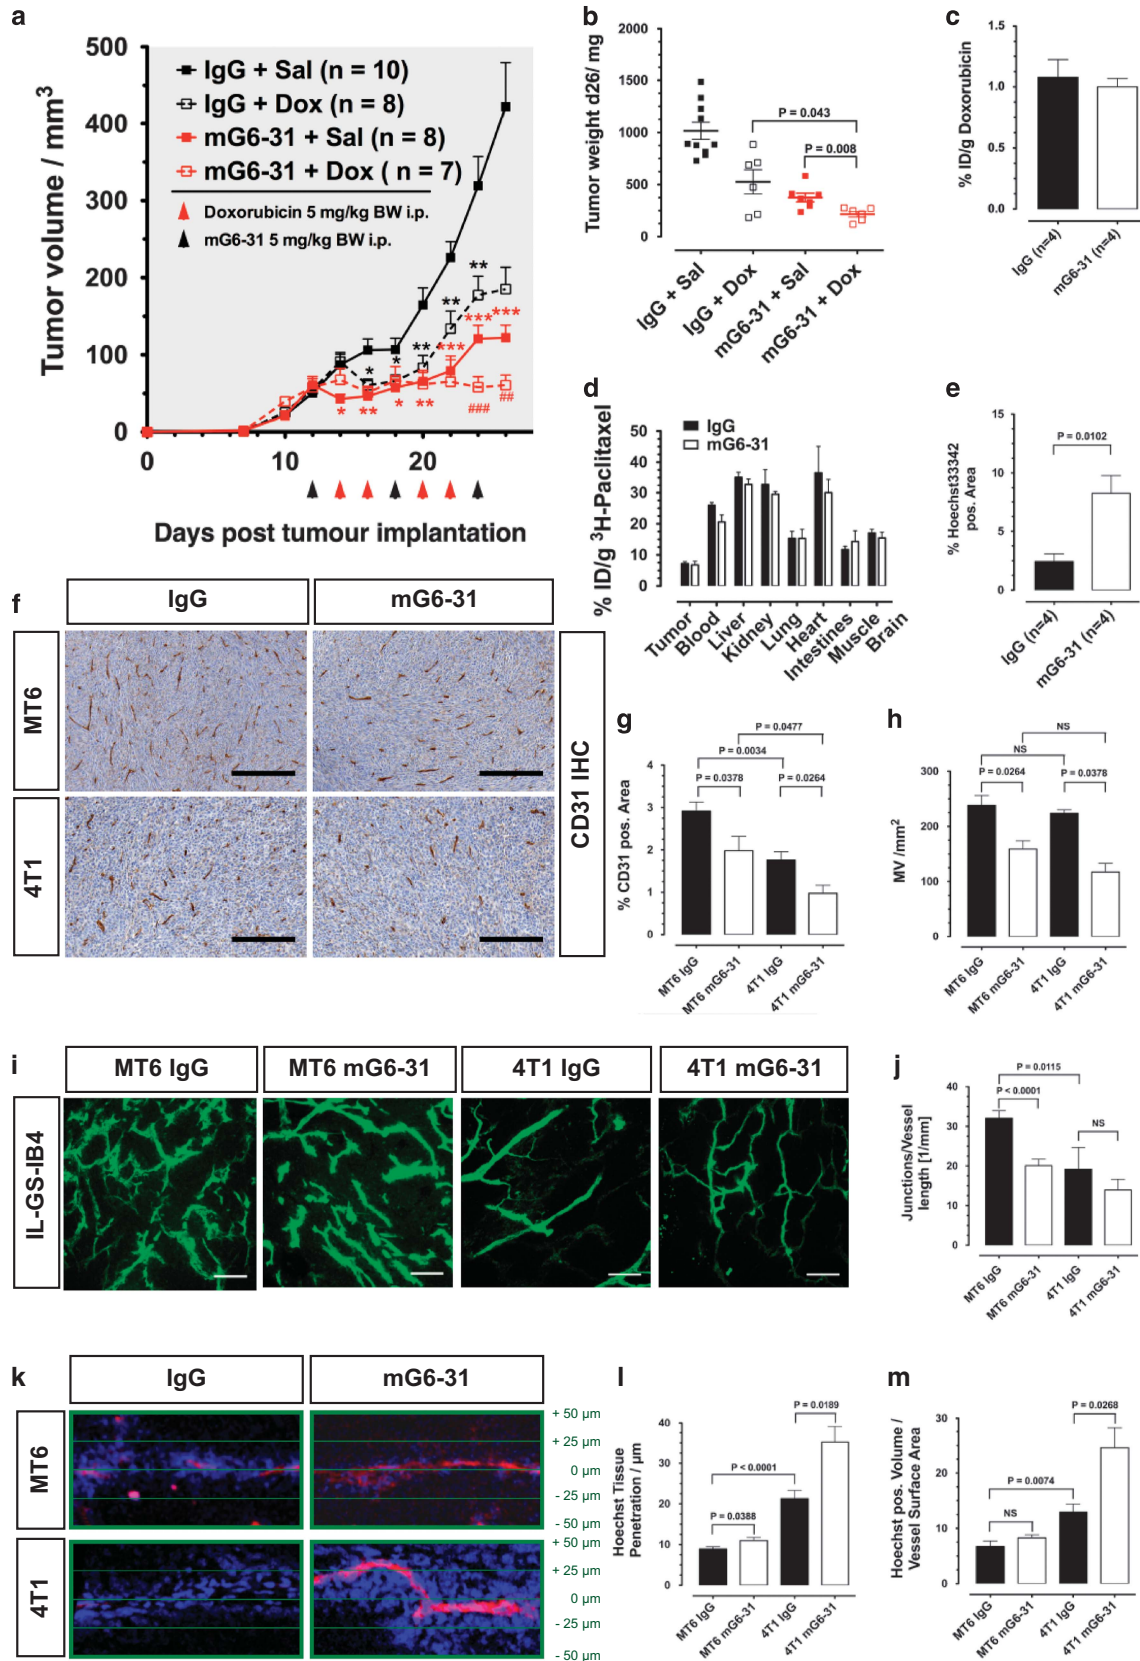 a
Tumor volume / mm3
500
400
300
200
100
0
IgG + Sal (n = 10)
IgG + Dox (n = 8)
mG6-31 + Sal (n = 8)
mG6-31 + Dox ( n = 7)
Doxorubicin 5 mg/kg BW i.p.
mG6-31 5 mg/kg BW i.p.
** 
** ***
*** ***
* * **
* ** * ** ### ##
0 10 20
Days post tumour implantation
b
Tumor weight d26/ mg
2000
1500
1000
500
0
P = 0.043
P = 0.008
IgG + Sal
IgG + Dox
mG6-31 + Sal
mG6-31 + Dox
c
% ID/g Doxorubicin
1.5
1.0
0.5
0.0
IgG (n=4)
mG6-31 (n=4)
d
% ID/g 3H-Paclitaxel
IgG
mG6-31
50
40
30
20
10
0
Tumor
Blood
Liver
Kidney
Lung
Heart
Intestines
Muscle
Brain
e
% Hoechst33342
pos. Area
15
10
5
0
P = 0.0102
IgG (n=4)
mG6-31 (n=4)
f
IgG mG6-31
MT6
4T1
CD31 IHC
g
% CD31 pos. Area
4
3
2
1
0
P = 0.0477
P = 0.0034
P = 0.0378 P = 0.0264
MT6 IgG
MT6 mG6-31
4T1 IgG
4T1 mG6-31
h
MV /mm2
300
200
100
0
NS
NS
P = 0.0264 P = 0.0378
MT6 IgG
MT6 mG6-31
4T1 IgG
4T1 mG6-31
i
MT6 IgG MT6 mG6-31 4T1 IgG 4T1 mG6-31
IL-GS-IB4
j
Junctions/Vessel
length [1/mm]
40
30
20
10
0
P = 0.0115
P < 0.0001
NS
MT6 IgG
MT6 mG6-31
4T1 IgG
4T1 mG6-31
k
IgG mG6-31
MT6
+ 50 µm
+ 25 µm
0 µm
- 25 µm
- 50 µm
4T1
+ 50 µm
+ 25 µm
0 µm
- 25 µm
- 50 µm
l
Hoechst Tissue
Penetration / µm
40
30
20
10
0
P = 0.0189
P < 0.0001
P = 0.0388
MT6 IgG
MT6 mG6-31
4T1 IgG
4T1 mG6-31
m
Hoechst pos. Volume /
Vessel Surface Area
30
20
10
0
P = 0.0268
P = 0.0074
NS
MT6 IgG
MT6 mG6-31
4T1 IgG
4T1 mG6-31